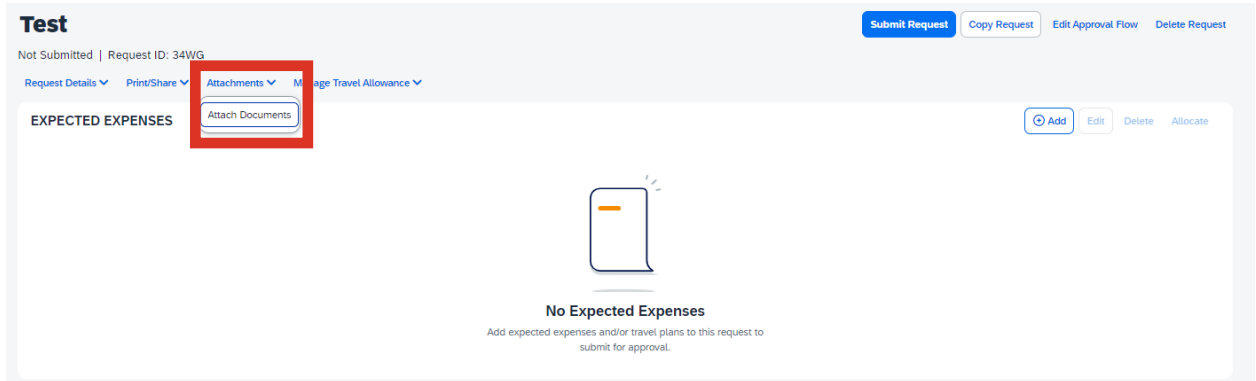 Test
Submit Request Copy Request Edit Approval Flow Delete Request
Not Submitted | Request ID: 34WG
Request Details Print/Share Attachments Travel Allowance
Attach Documents
EXPECTED EXPENSES
Add Edit Delete Allocate
No Expected Expenses
Add expected expenses and/or travel plans to this request to
submit for approval.